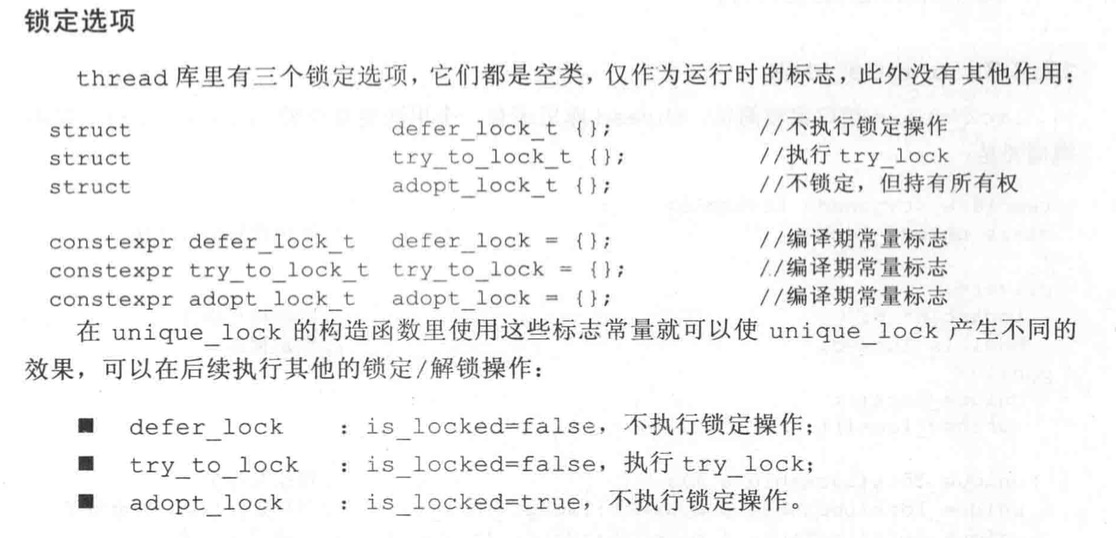 锁定选项
thread 库里有三个锁定选项，它们都是空类，仅作为运行时的标志，此外没有其他作用：
struct defer_lock_t {}; //不执行锁定操作
struct try_to_lock_t {}; //执行 try_lock
struct adopt_lock_t {}; //不锁定，但持有所有权
constexpr defer_lock_t defer_lock = {}; //编译期常量标志
constexpr try_to_lock_t try_to_lock = {}; //编译期常量标志
constexpr adopt_lock_t adopt_lock = {}; //编译期常量标志
在 unique_lock 的构造函数里使用这些标志常量就可以使 unique_lock 产生不同的
效果，可以在后续执行其他的锁定/解锁操作：
■ defer_lock : is_locked=false，不执行锁定操作；
■ try_to_lock : is_locked=false，执行 try_lock；
■ adopt_lock : is_locked=true，不执行锁定操作。